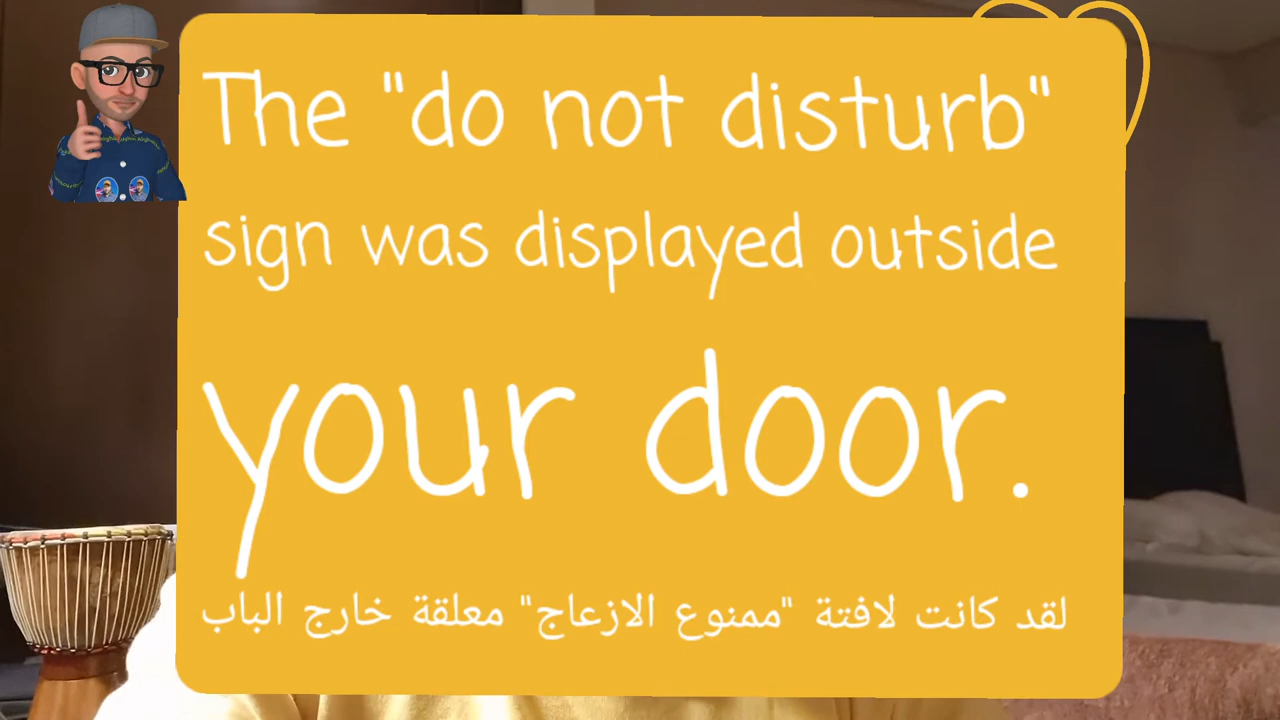 The "do not disturb"
sign was displayed outside
your door.
لقد كانت لافتة "ممنوع الازعاج" معلقة خارج الباب